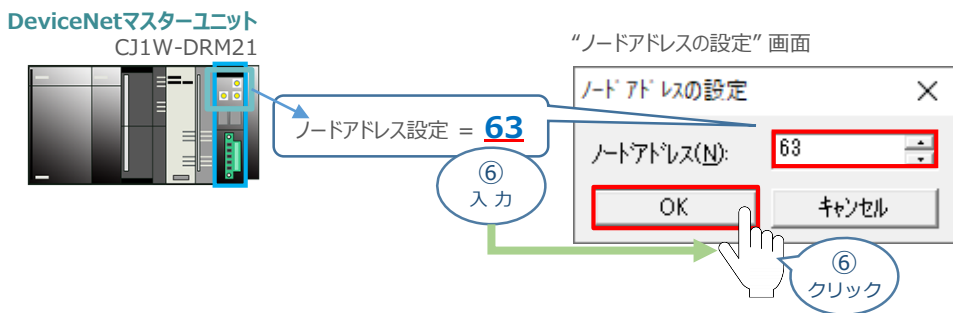 DeviceNetマスターユニット
CJ1W-DRM21
“ノードアドレスの設定” 画面
ノードアドレスの設定
ノードアドレス設定 = 63
ノードアドレス(N): 63
⑥
入 力
OK キャンセル
⑥
クリック